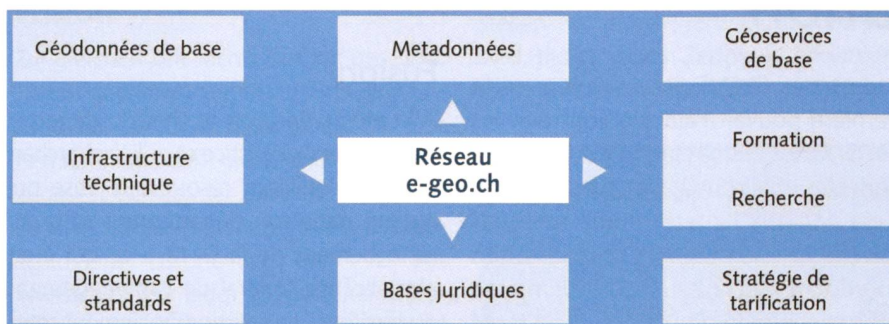 Géodonnées de base
Metadonnées
Géoservices
de base
Infrastructure
technique
Réseau
e-geo.ch
Formation
Recherche
Directives et
standards
Bases juridiques
Stratégie de
tarification